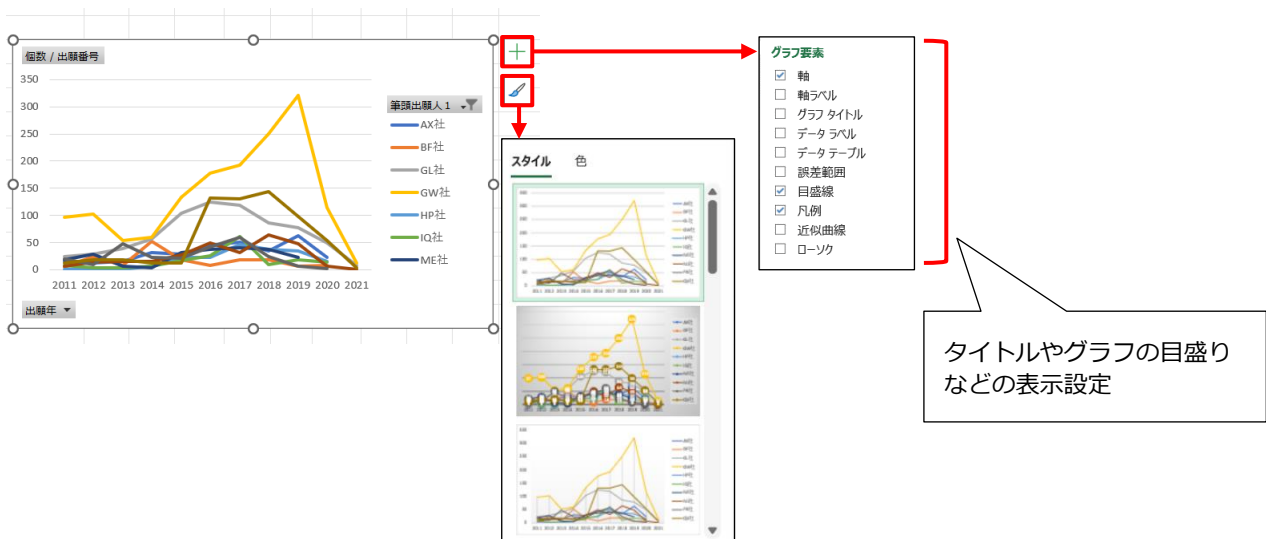 個数 / 出願番号
350
300
250
200
150
100
50
0
2011 2012 2013 2014 2015 2016 2017 2018 2019 2020 2021
出願年
筆頭出願人1
AX社
BF社
GL社
GW社
HP社
IQ社
ME社
スタイル 色
グラフ要素
軸
軸ラベル
グラフ タイトル
データ ラベル
データ テーブル
誤差範囲
目盛線
凡例
近似曲線
ローソク
タイトルやグラフの目盛り
などの表示設定